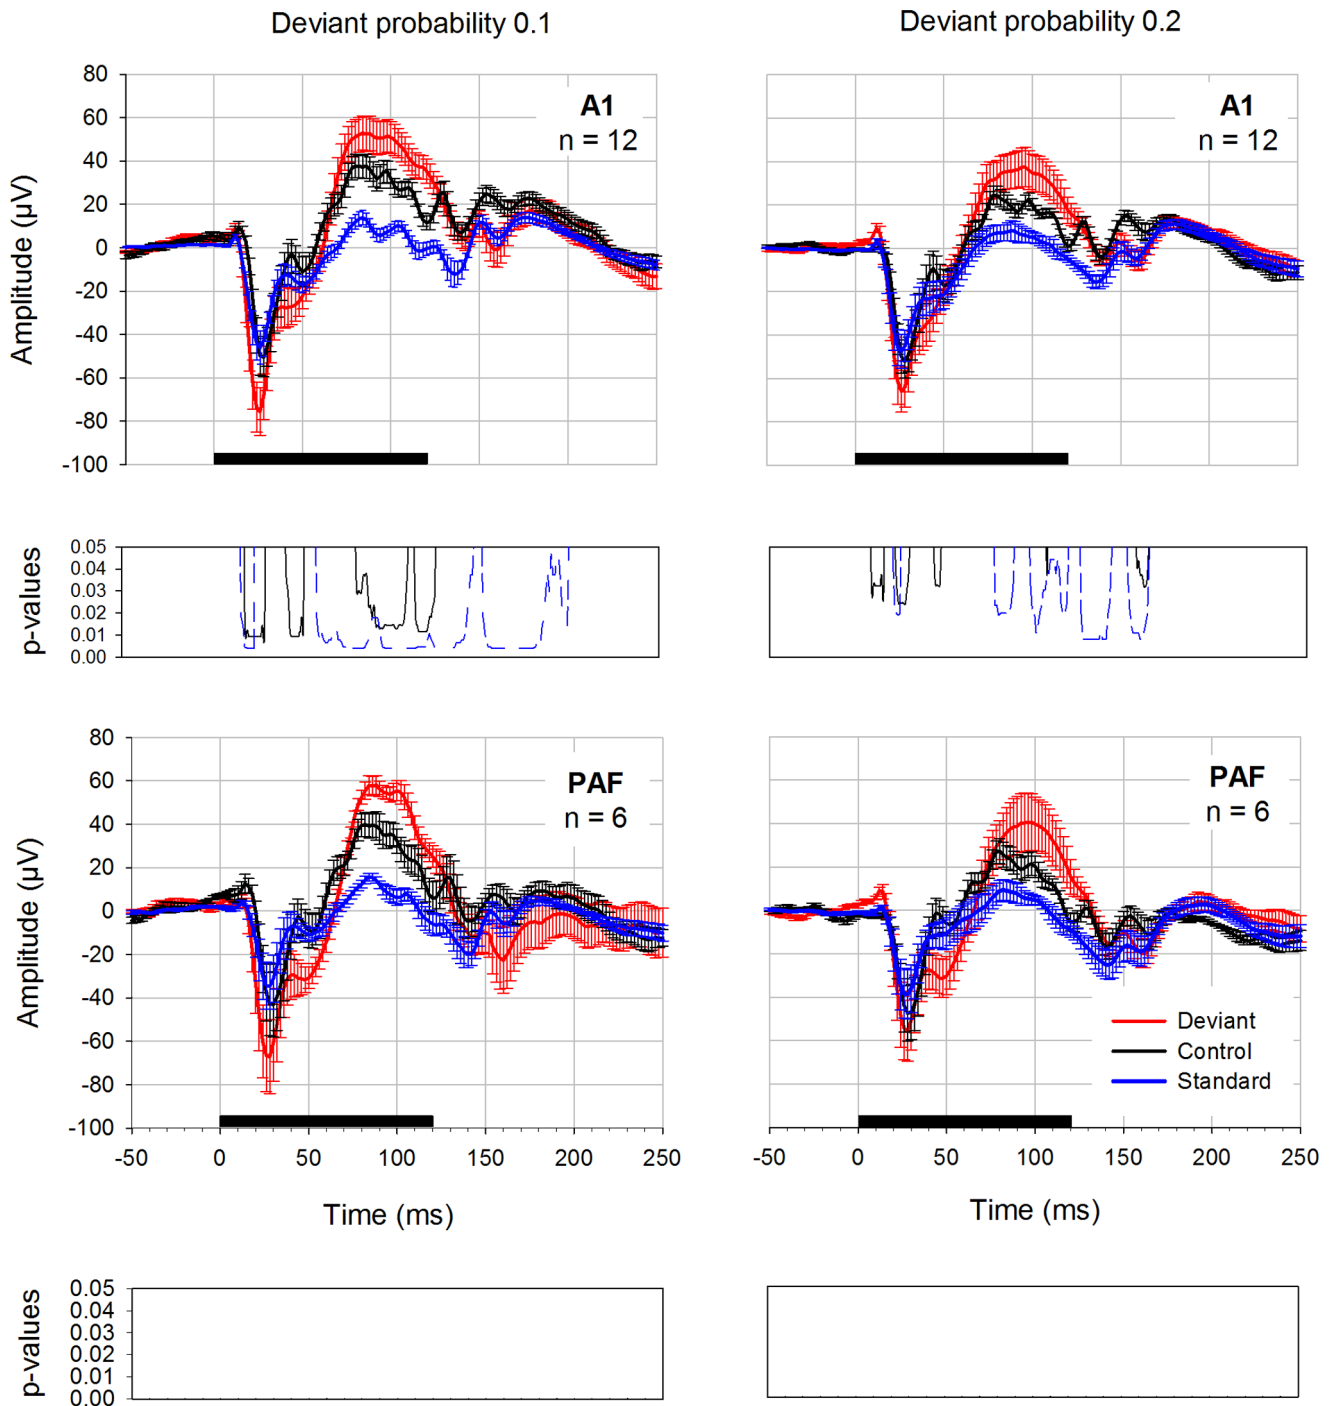 Deviant probability 0.1
Deviant probability 0.2
80
60
40
20
0
-20
-40
-60
-80
-100
Amplitude (µV)
A1
n = 12
A1
n = 12
0.05
0.04
0.03
0.02
0.01
0.00
p-values
80
60
40
20
0
-20
-40
-60
-80
-100
Amplitude (µV)
PAF
n = 6
PAF
n = 6
Deviant
Control
Standard
-50 0 50 100 150 200 250
-50 0 50 100 150 200 250
Time (ms)
Time (ms)
0.05
0.04
0.03
0.02
0.01
0.00
p-values